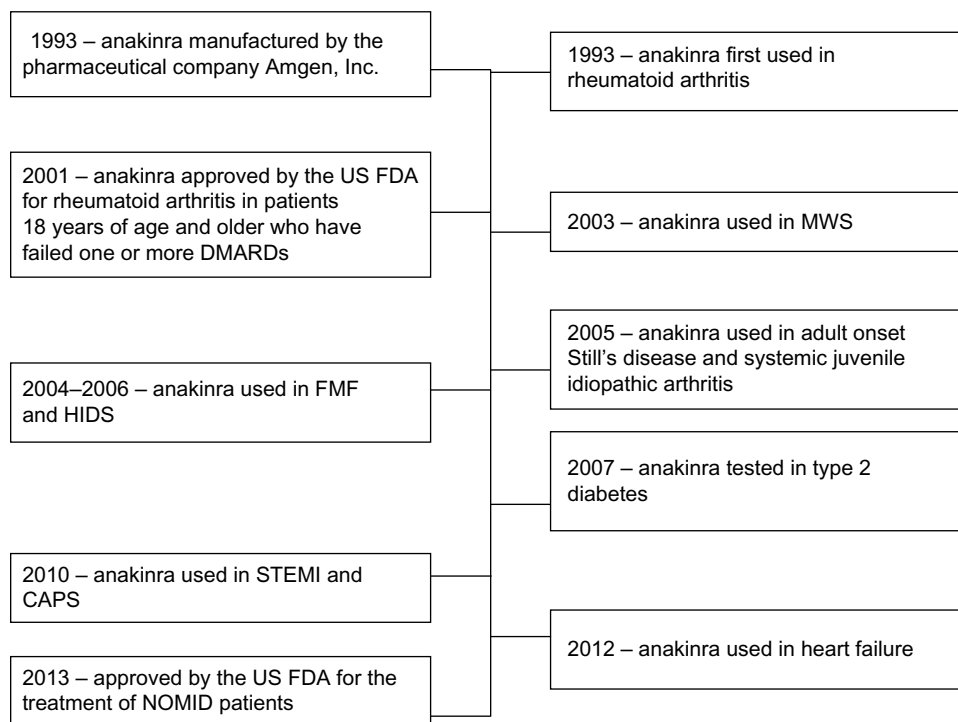 1993 – anakinra manufactured by the
pharmaceutical company Amgen, Inc.
1993 – anakinra first used in
rheumatoid arthritis
2001 – anakinra approved by the US FDA
for rheumatoid arthritis in patients
18 years of age and older who have
failed one or more DMARDs
2003 – anakinra used in MWS
2004–2006 – anakinra used in FMF
and HIDS
2005 – anakinra used in adult onset
Still’s disease and systemic juvenile
idiopathic arthritis
2007 – anakinra tested in type 2
diabetes
2010 – anakinra used in STEMI and
CAPS
2012 – anakinra used in heart failure
2013 – approved by the US FDA for the
treatment of NOMID patients